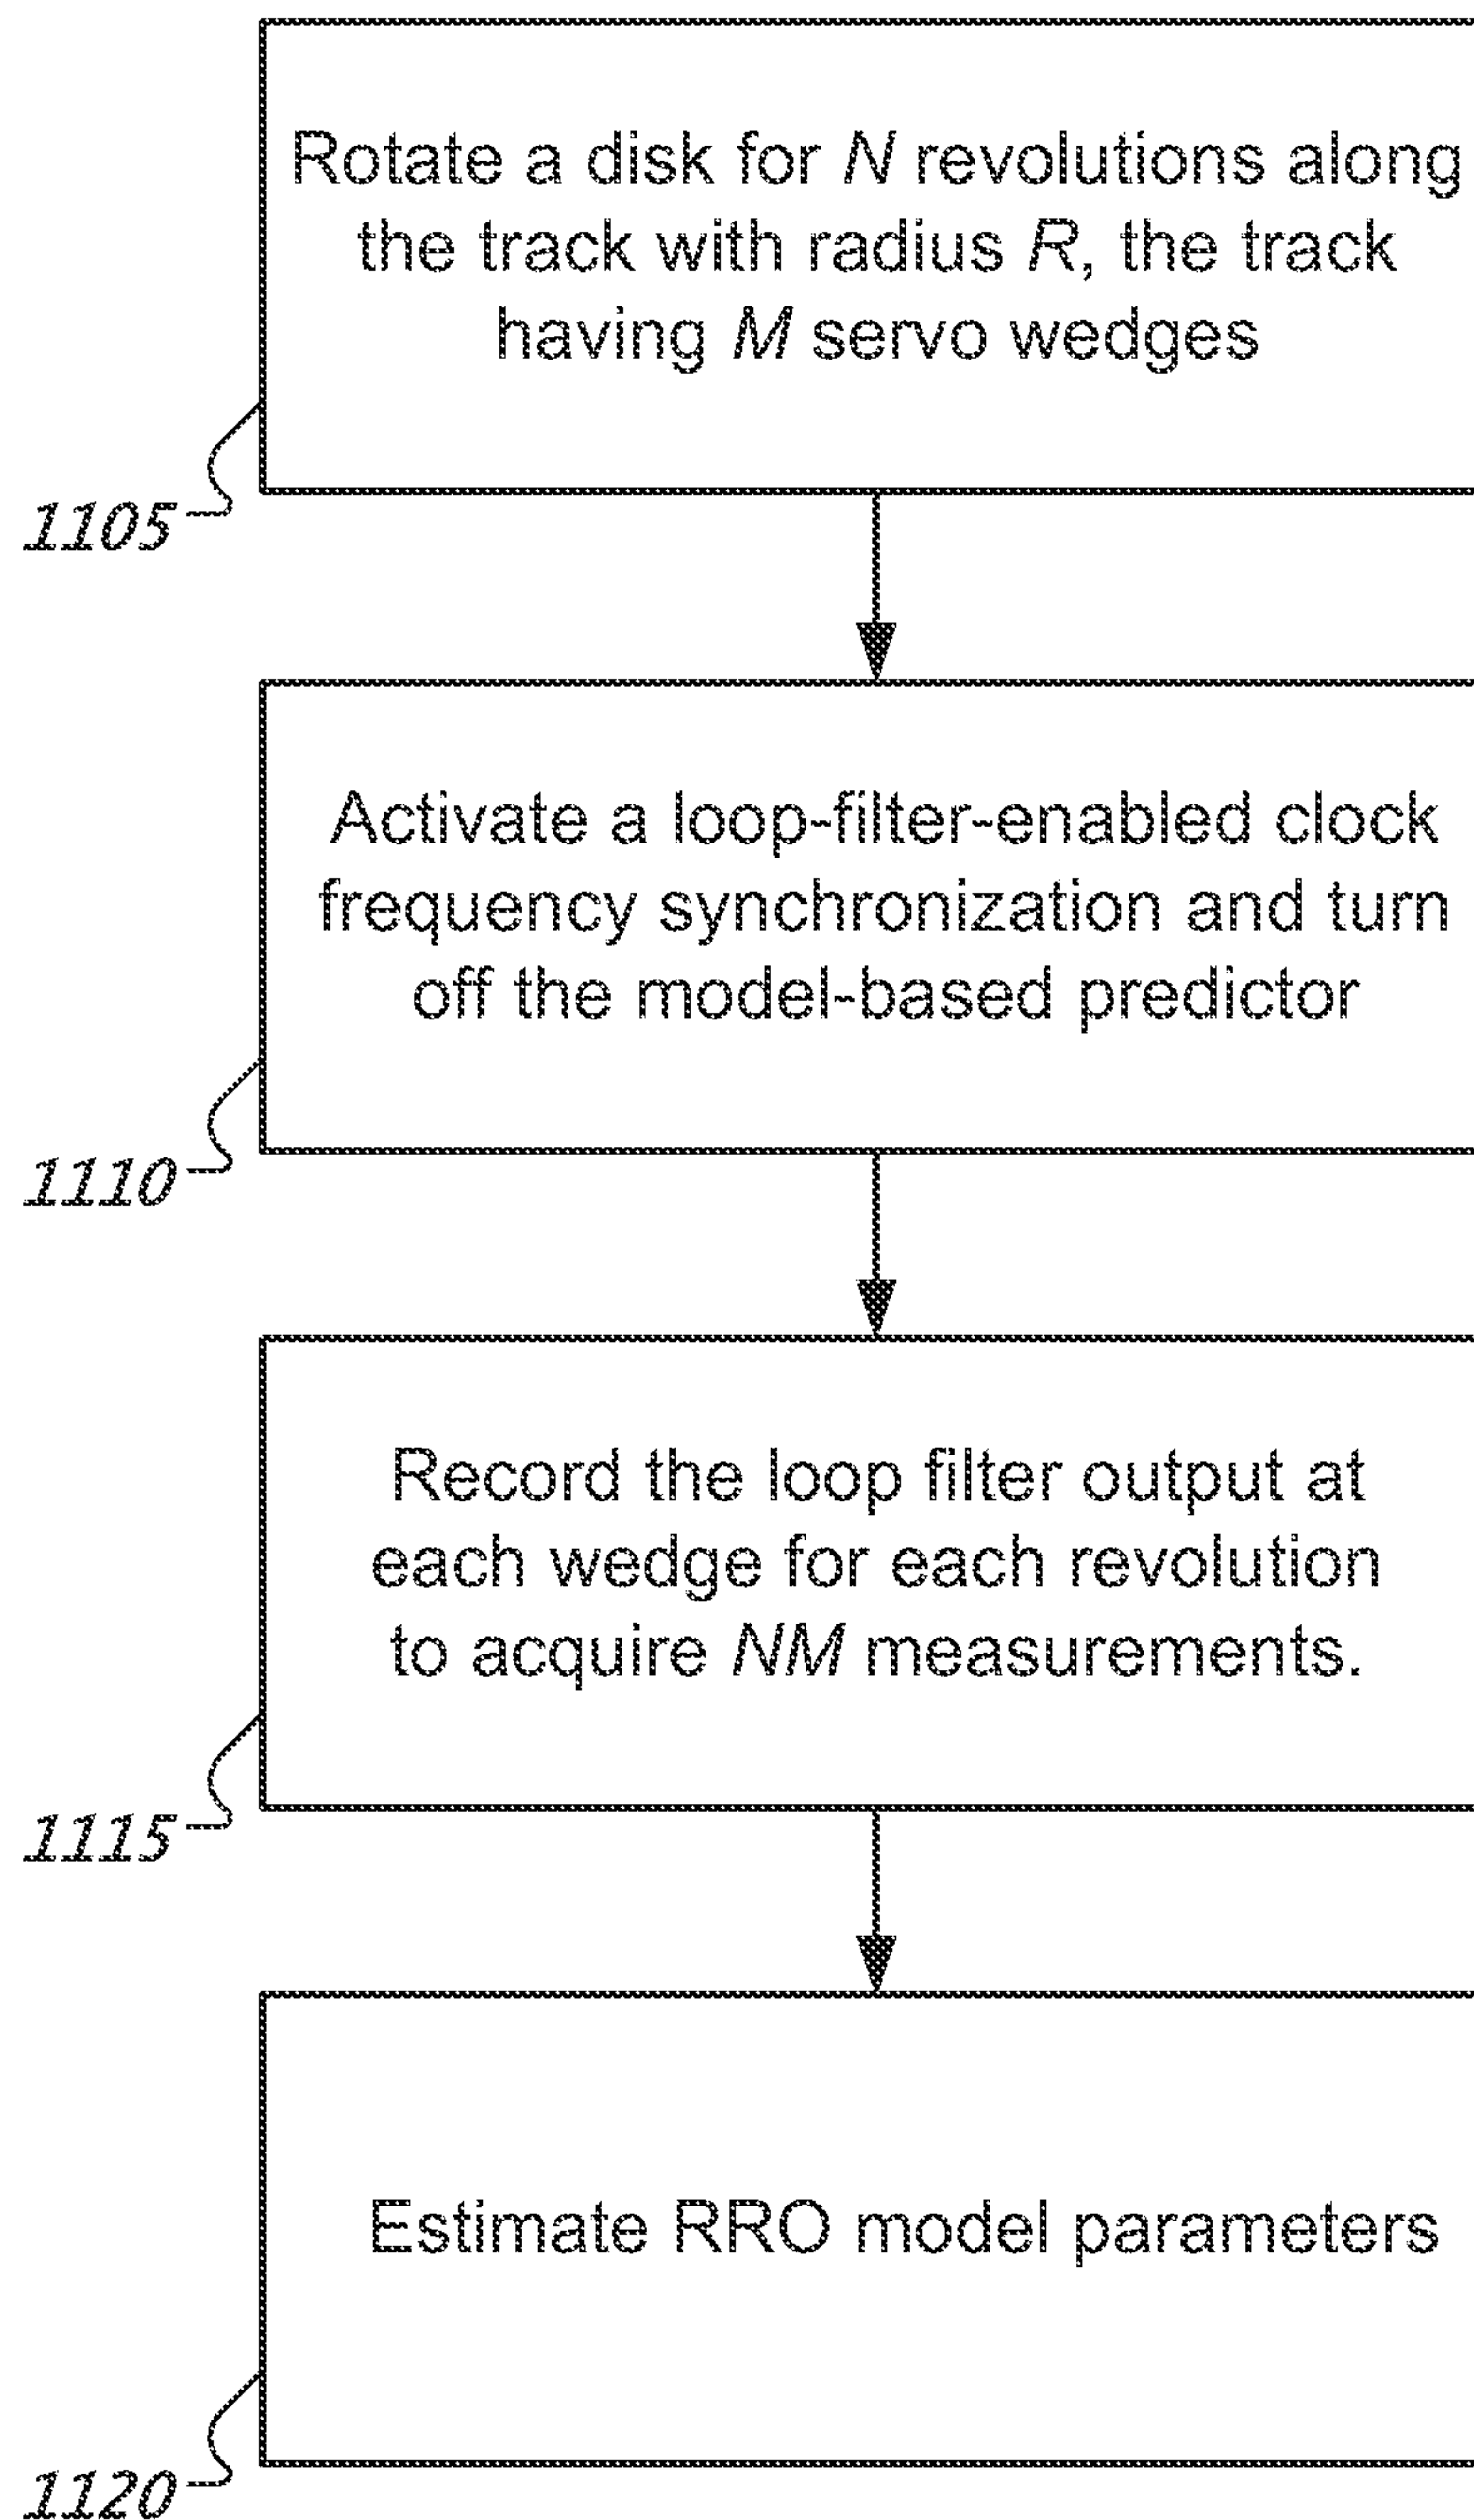 Rotate a disk for N revolutions along
the track with radius R, the track
having M servo wedges
1105
Activate a loop-filter-enabled clock
frequency synchronization and turn
off the model-based predictor
1110
Record the loop filter output at
each wedge for each revolution
to acquire NM measurements.
1115
Estimate RRO model parameters
1120